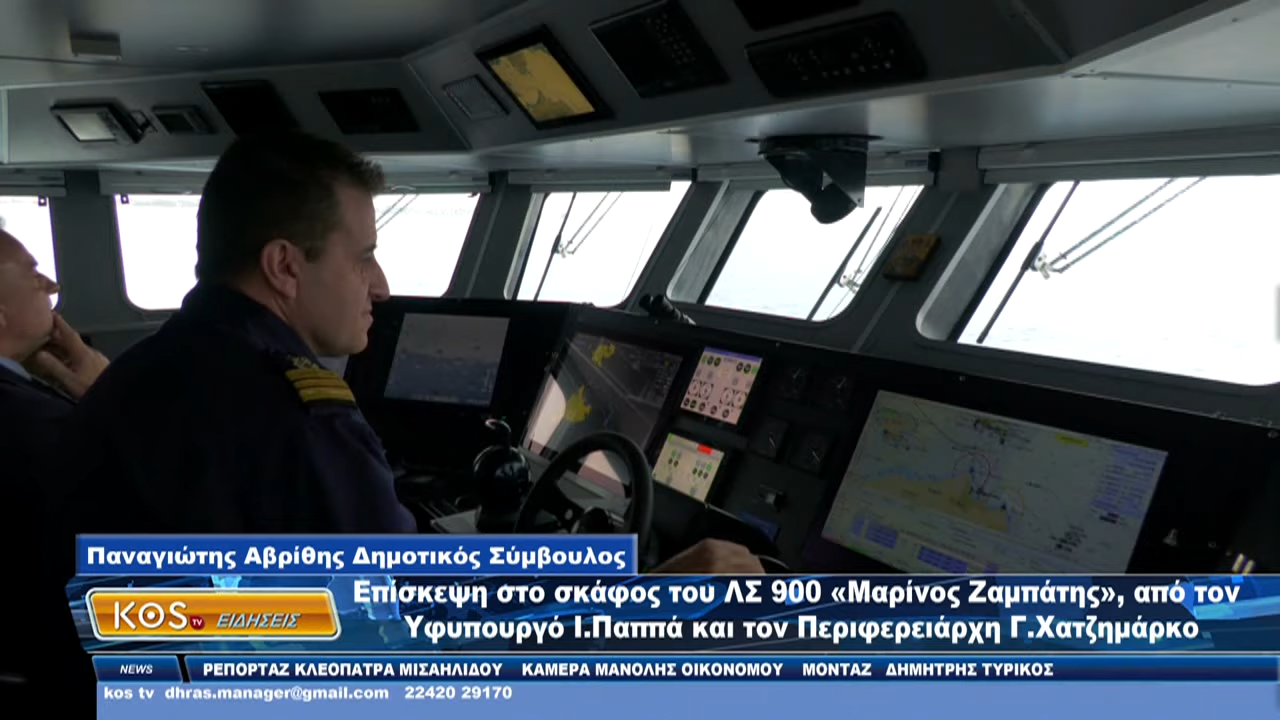 Παναγιώτης Αβρίθης Δημοτικός Σύμβουλος
Επίσκεψη στο σκάφος του ΛΣ 900 «Μαρίνος Ζαμπάτης», από τον
Υφυπουργό Ι.Παππά και τον Περιφερειάρχη Γ.Χατζημάρκο
KOS TV ΕΙΔΗΣΕΙΣ
NEWS ΡΕΠΟΡΤΑΖ ΚΛΕΟΠΑΤΡΑ ΜΙΣΑΗΛΙΔΟΥ ΚΑΜΕΡΑ ΜΑΝΟΛΗΣ ΟΙΚΟΝΟΜΟΥ ΜΟΝΤΑΖ ΔΗΜΗΤΡΗΣ ΤΥΡΙΚΟΣ
kos tv dhras.manager@gmail.com 22420 29170